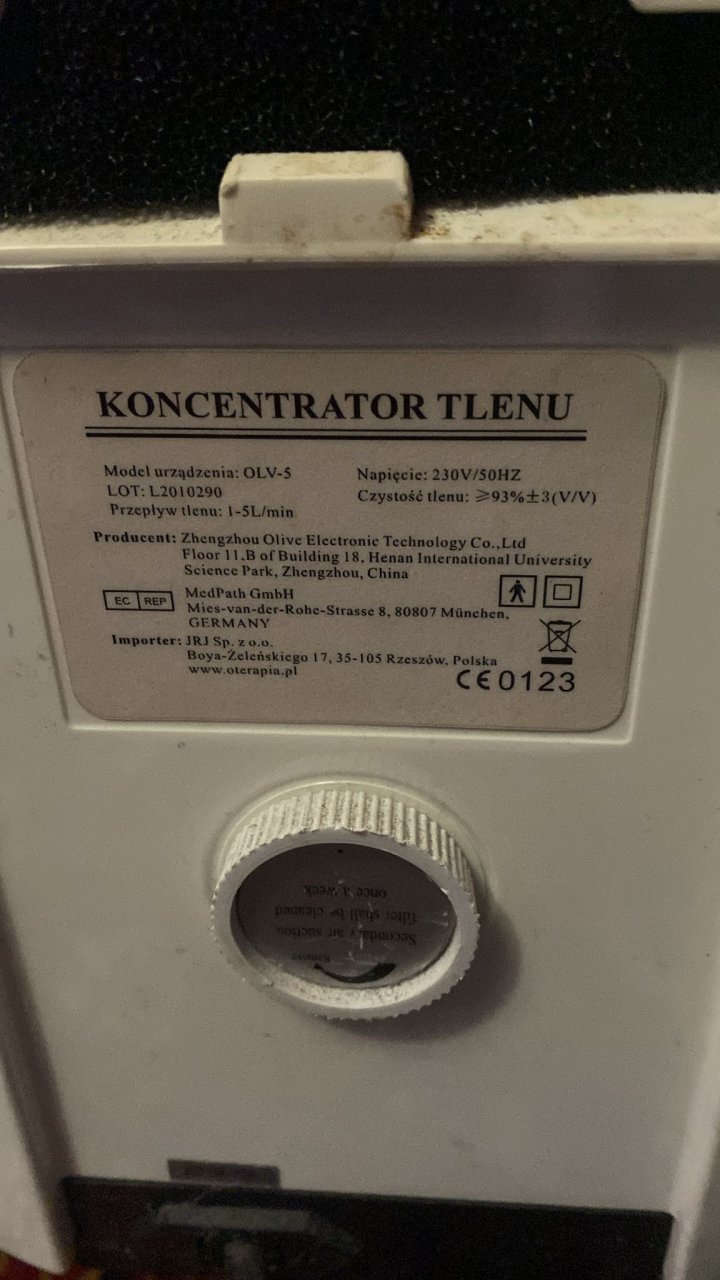 KONCENTRATOR TLENU
Model urządzenia: OLV-5
LOT: L2010290
Przepływ tlenu: 1-5L/min
Napięcie: 230V/50HZ
Czystość tlenu: ≥93%±3(V/V)
Producent: Zhengzhou Olive Electronic Technology Co.,Ltd
Floor 11,B of Building 18, Henan International University
Science Park, Zhengzhou, China
EC REP
MedPath GmbH
Mies-van-der-Rohe-Strasse 8, 80807 München,
GERMANY
Importer: JRJ Sp. z o.o.
Boya-Żeleńskiego 17, 35-105 Rzeszów, Polska
www.oterapia.pl
CE0123
Remove
Secondary air suction
filter shall be cleaned
once a week.